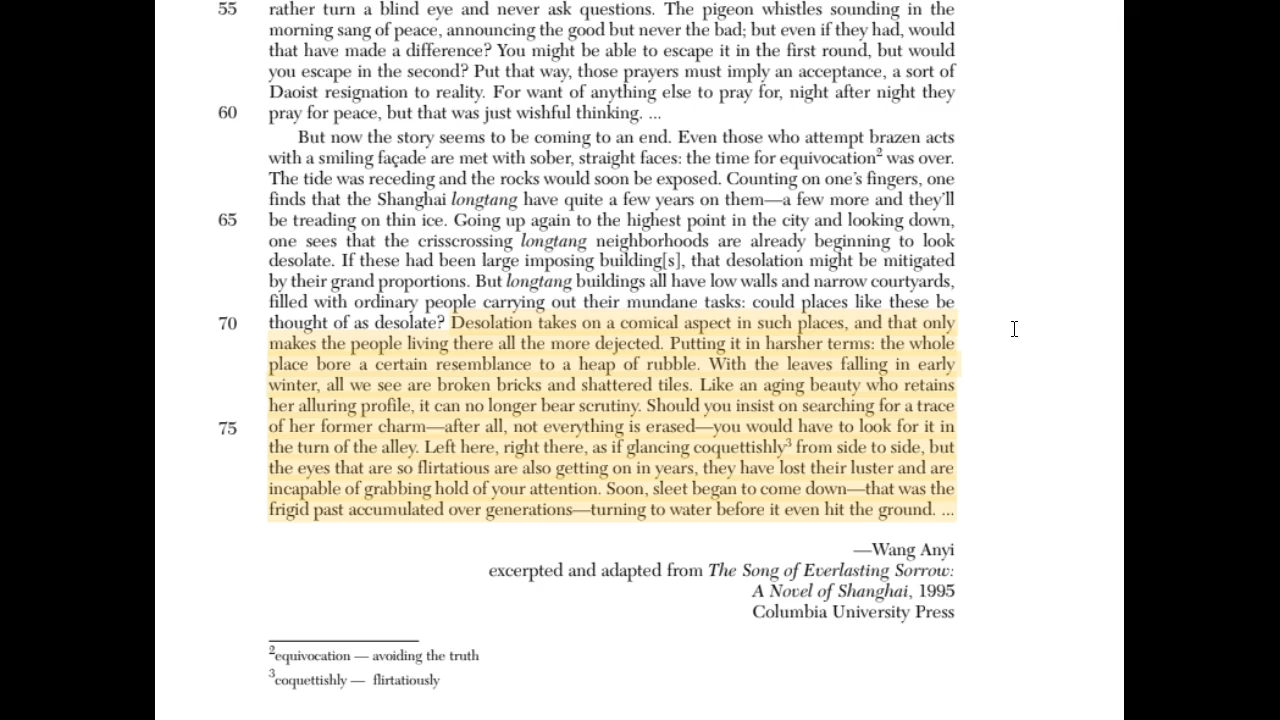 55 rather turn a blind eye and never ask questions. The pigeon whistles sounding in the
morning sang of peace, announcing the good but never the bad; but even if they had, would
that have made a difference? You might be able to escape it in the first round, but would
you escape in the second? Put that way, those prayers must imply an acceptance, a sort of
Daoist resignation to reality. For want of anything else to pray for, night after night they
60 pray for peace, but that was just wishful thinking. ...
But now the story seems to be coming to an end. Even those who attempt brazen acts
with a smiling façade are met with sober, straight faces: the time for equivocation² was over.
The tide was receding and the rocks would soon be exposed. Counting on one's fingers, one
finds that the Shanghai longtang have quite a few years on them—a few more and they'll
65 be treading on thin ice. Going up again to the highest point in the city and looking down,
one sees that the crisscrossing longtang neighborhoods are already beginning to look
desolate. If these had been large imposing building[s], that desolation might be mitigated
by their grand proportions. But longtang buildings all have low walls and narrow courtyards,
filled with ordinary people carrying out their mundane tasks: could places like these be
70 thought of as desolate? Desolation takes on a comical aspect in such places, and that only
makes the people living there all the more dejected. Putting it in harsher terms: the whole
place bore a certain resemblance to a heap of rubble. With the leaves falling in early
winter, all we see are broken bricks and shattered tiles. Like an aging beauty who retains
her alluring profile, it can no longer bear scrutiny. Should you insist on searching for a trace
75 of her former charm—after all, not everything is erased—you would have to look for it in
the turn of the alley. Left here, right there, as if glancing coquettishly³ from side to side, but
the eyes that are so flirtatious are also getting on in years, they have lost their luster and are
incapable of grabbing hold of your attention. Soon, sleet began to come down—that was the
frigid past accumulated over generations—turning to water before it even hit the ground. ...
—Wang Anyi
excerpted and adapted from The Song of Everlasting Sorrow:
A Novel of Shanghai, 1995
Columbia University Press
²equivocation — avoiding the truth
³coquettishly — flirtatiously